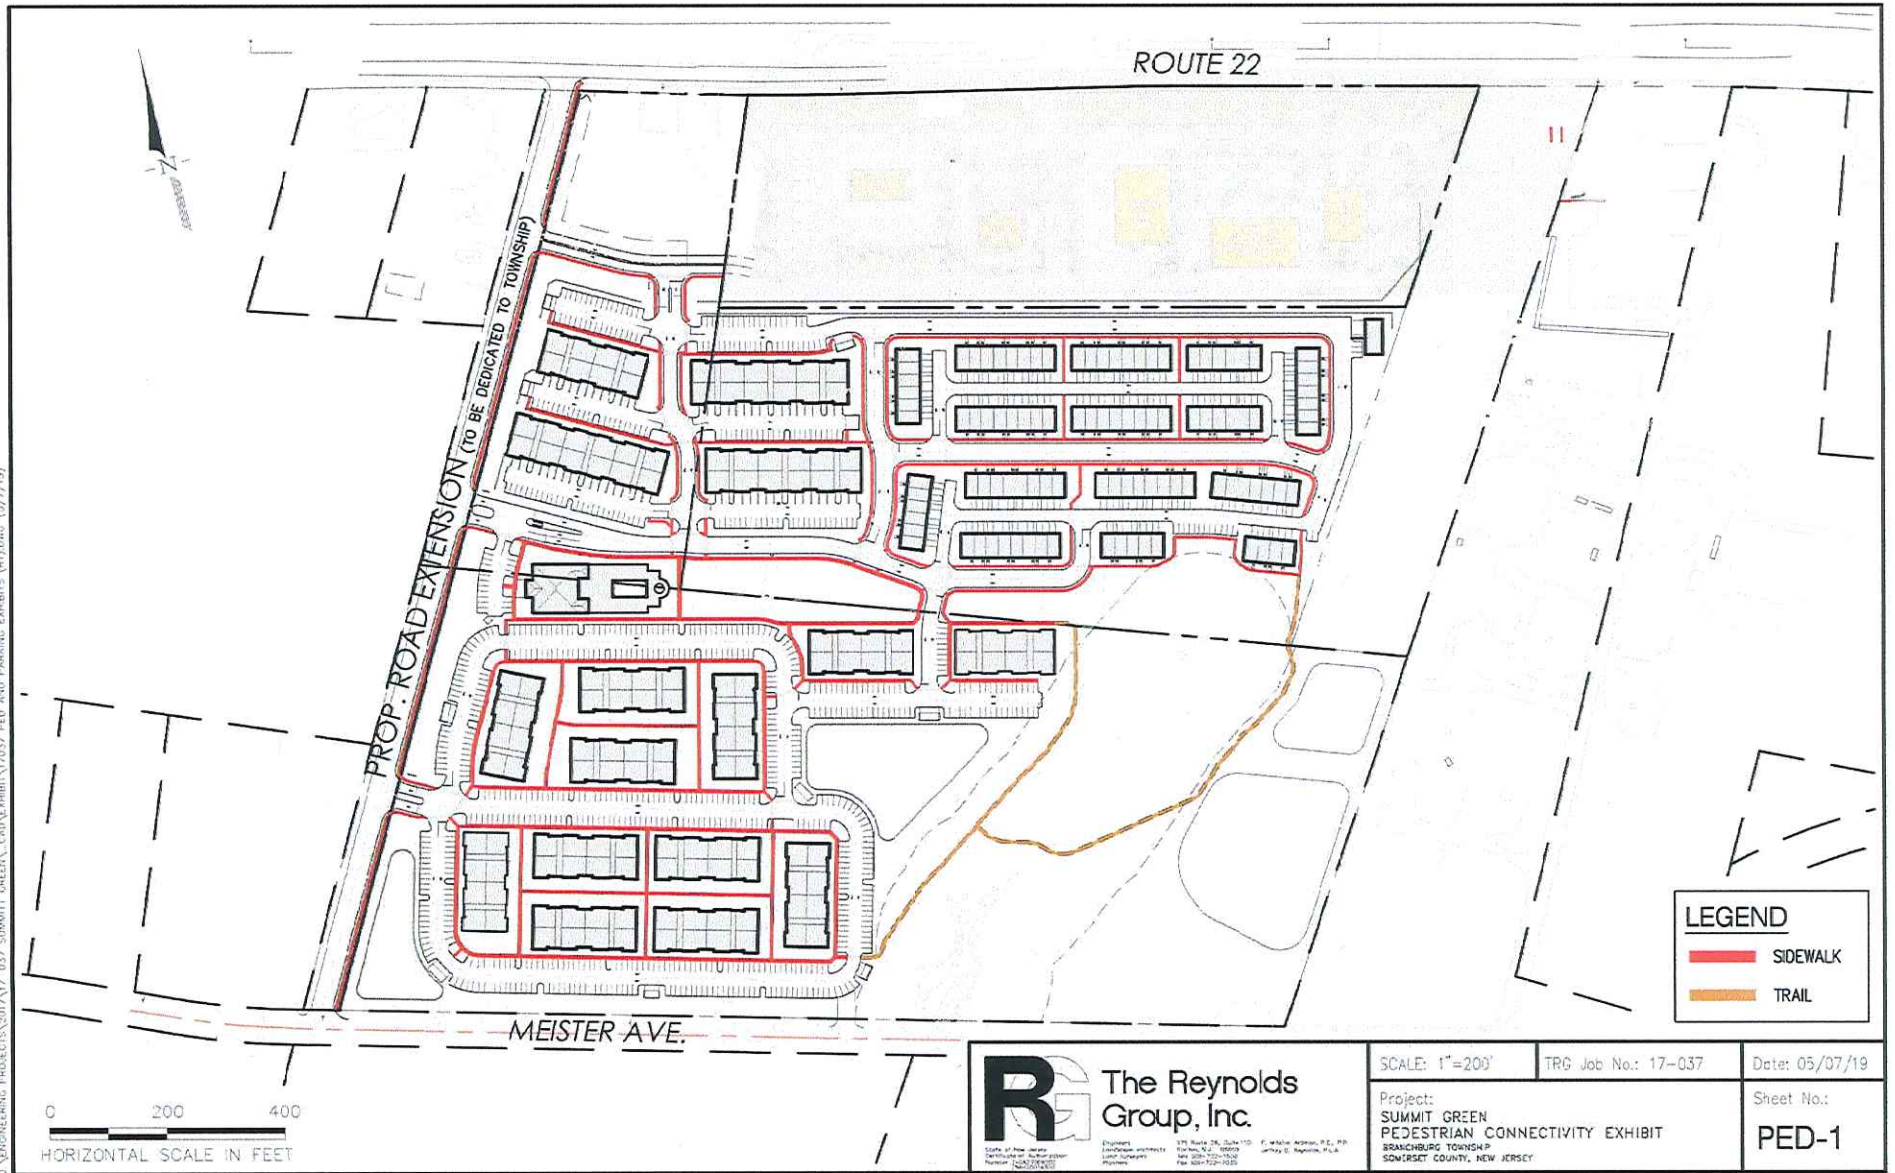 ROUTE 22
PROP. ROAD EXTENSION (TO BE DEDICATED TO TOWNSHIP)
MEISTER AVE.
LEGEND
SIDEWALK
TRAIL
0 200 400
HORIZONTAL SCALE IN FEET
RG
The Reynolds
Group, Inc.
SCALE: 1"=200'
TRG Job No.: 17-037
Date: 05/07/19
Project:
SUMMIT GREEN
PEDESTRIAN CONNECTIVITY EXHIBIT
BRANCHBURG TOWNSHIP
SOMERSET COUNTY, NEW JERSEY
Sheet No.:
PED-1